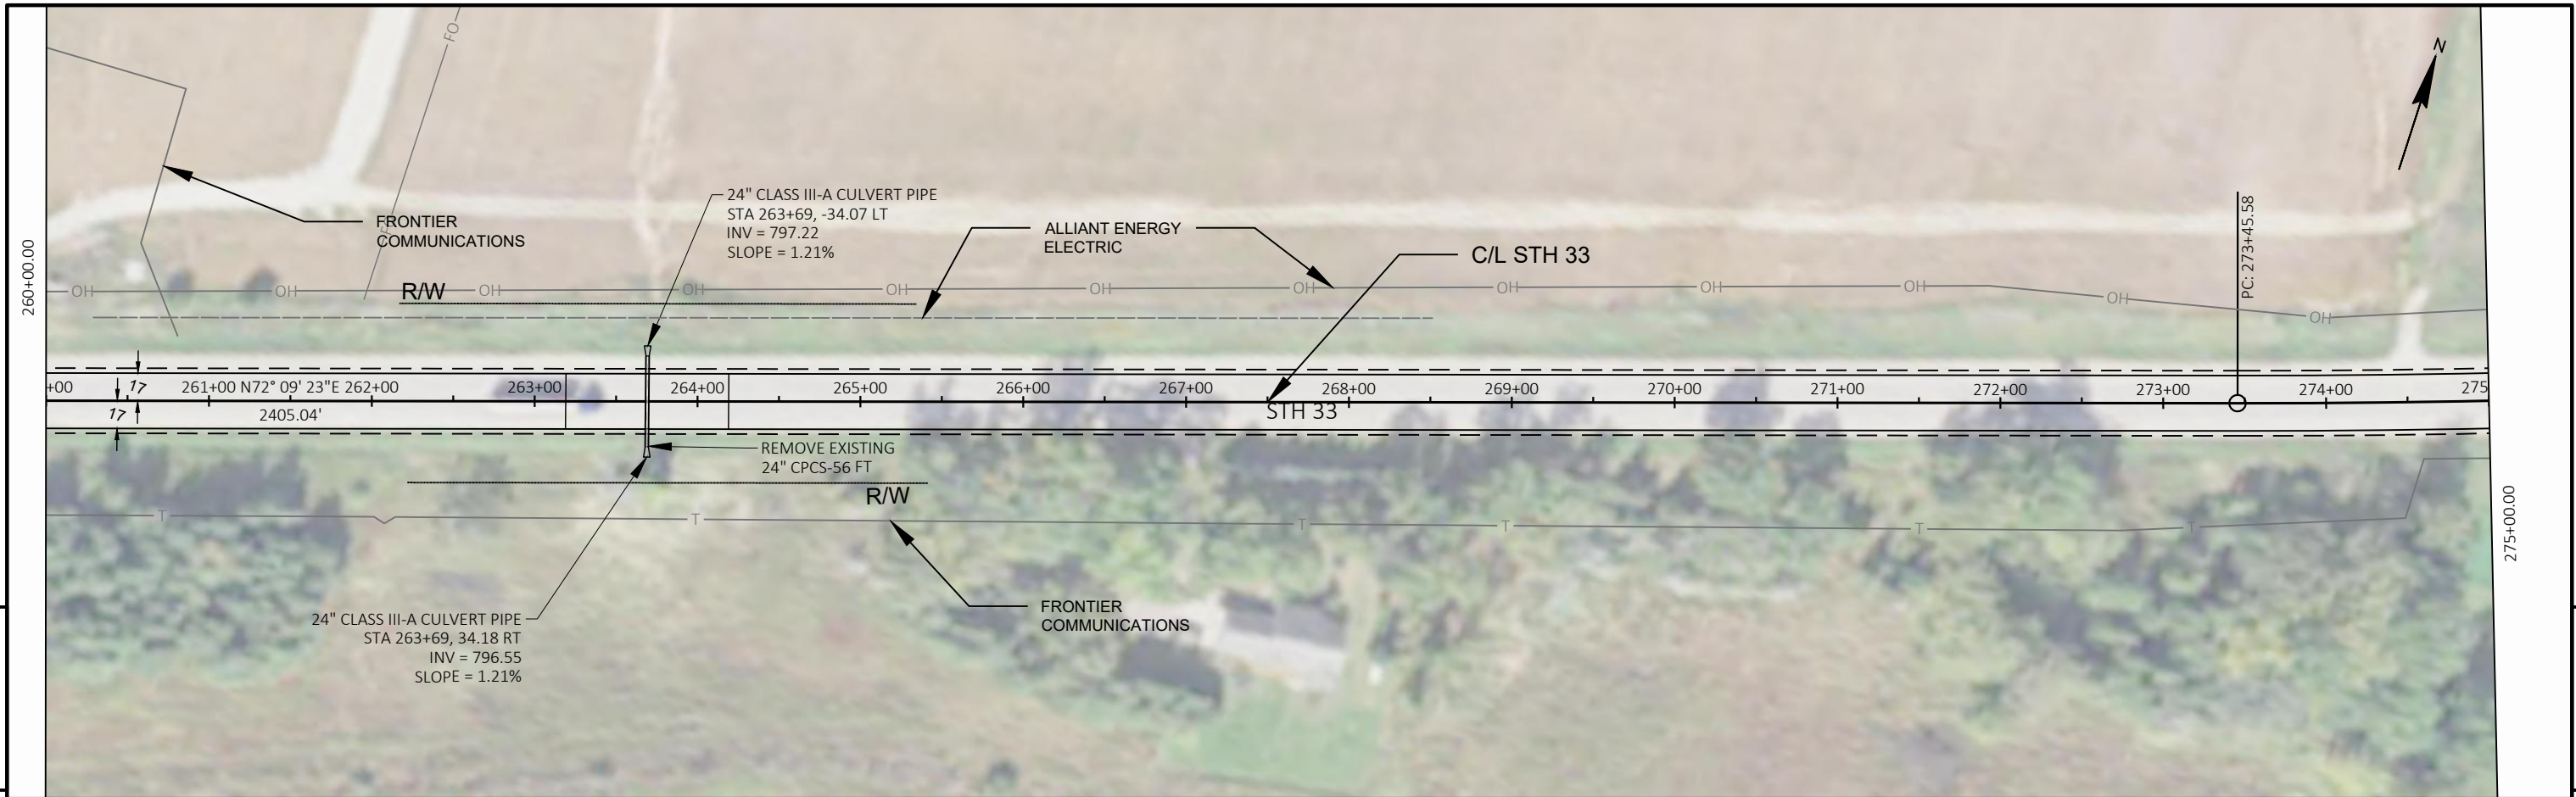 FO
N
24" CLASS III-A CULVERT PIPE
STA 263+69, -34.07 LT
INV = 797.22
SLOPE = 1.21%
FRONTIER
COMMUNICATIONS
ALLIANT ENERGY
ELECTRIC
C/L STH 33
PC: 273+45.58
260+00.00
R/W
OH OH OH OH OH OH OH OH OH OH OH OH
+00 17 261+00 N72° 09' 23"E 262+00 263+00 264+00 265+00 266+00 267+00 268+00 269+00 270+00 271+00 272+00 273+00 274+00 275
17 2405.04' STH 33
REMOVE EXISTING
24" CPCS-56 FT
R/W
T T T T T T
275+00.00
FRONTIER
COMMUNICATIONS
24" CLASS III-A CULVERT PIPE
STA 263+69, 34.18 RT
INV = 796.55
SLOPE = 1.21%